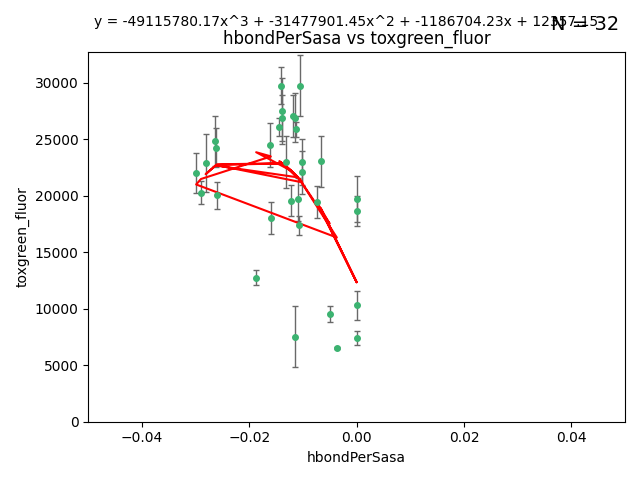 y = -49115780.17x^3 + -31477901.45x^2 + -1186704.23x + 12357.15
N = 32
hbondPerSasa vs toxgreen_fluor
30000
25000
20000
15000
10000
5000
0
toxgreen_fluor
−0.04
−0.02
0.00
0.02
0.04
hbondPerSasa